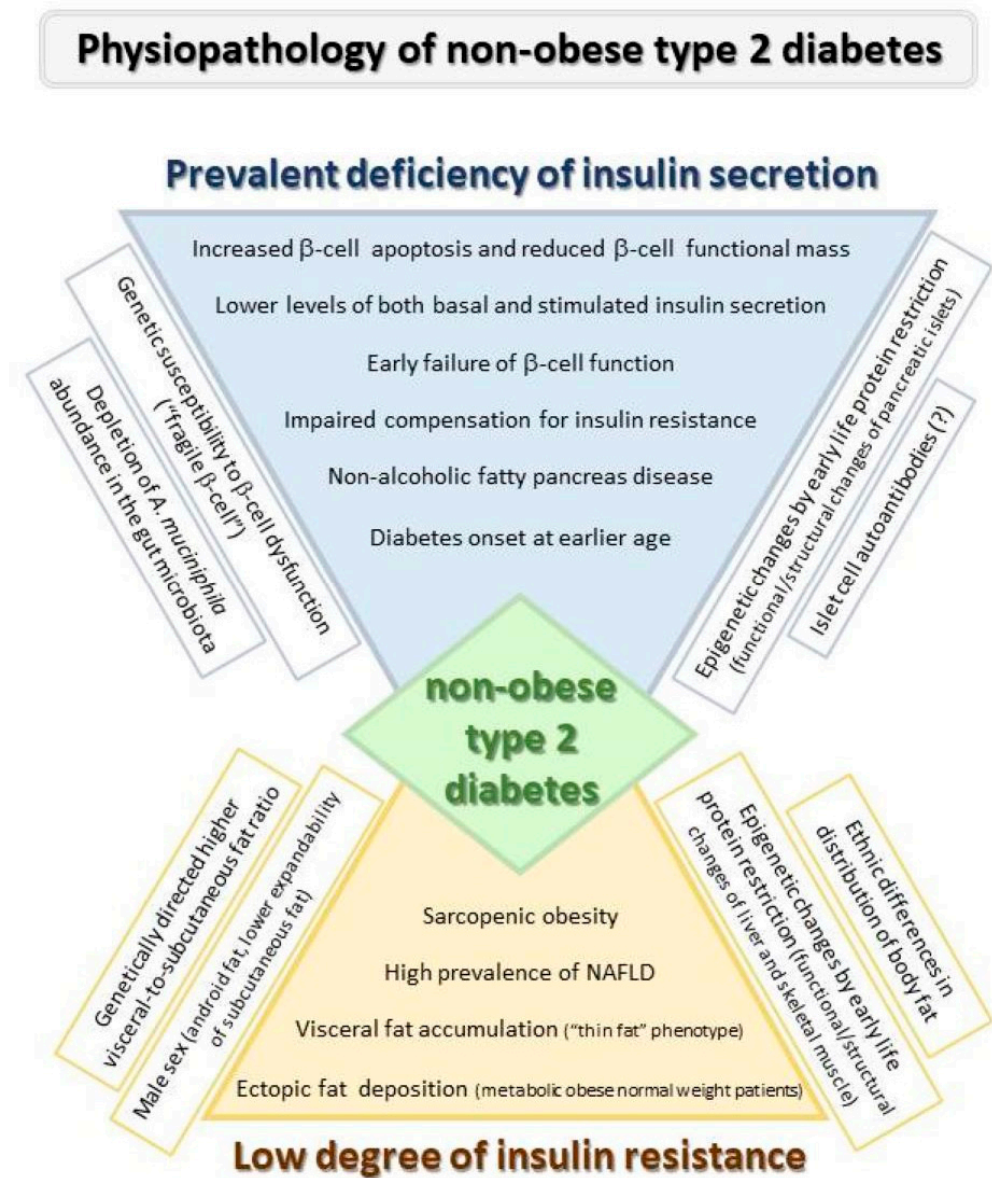 Physiopathology of non-obese type 2 diabetes
Prevalent deficiency of insulin secretion
Increased β-cell apoptosis and reduced β-cell functional mass
Lower levels of both basal and stimulated insulin secretion
Early failure of β-cell function
Impaired compensation for insulin resistance
Non-alcoholic fatty pancreas disease
Diabetes onset at earlier age
Genetic susceptibility to β-cell dysfunction
("fragile β-cell")
Depletion of A. muciniphila
abundance in the gut microbiota
Epigenetic changes by early life protein restriction
(functional/structural changes of pancreatic islets)
Islet cell autoantibodies (?)
non-obese
type 2
diabetes
Genetically directed higher
visceral-to-subcutaneous fat ratio
Male sex (android fat, lower expandability
of subcutaneous fat)
Epigenetic changes by early life
protein restriction (functional/structural
changes of liver and skeletal muscle)
Ethnic differences in
distribution of body fat
Sarcopenic obesity
High prevalence of NAFLD
Visceral fat accumulation ("thin fat" phenotype)
Ectopic fat deposition (metabolic obese normal weight patients)
Low degree of insulin resistance